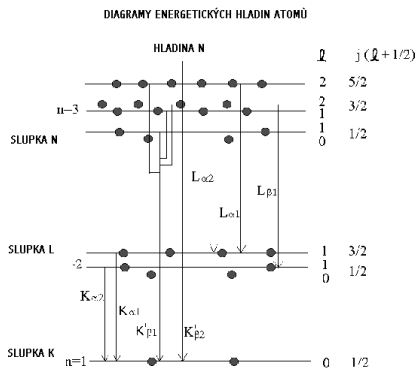 DIAGRAMY ENERGETICKÝCH HLADIN ATOMŮ
HLADINA N
ℓ j (ℓ + 1/2)
2 5/2
n=3
2 3/2
1
1 1/2
0
SLUPKA N
Lα2
Lα1
Lβ1
SLUPKA L
1 3/2
-2
1 1/2
0
Kα2
Kα1
K'β1
K'β2
SLUPKA K
n=1
0 1/2